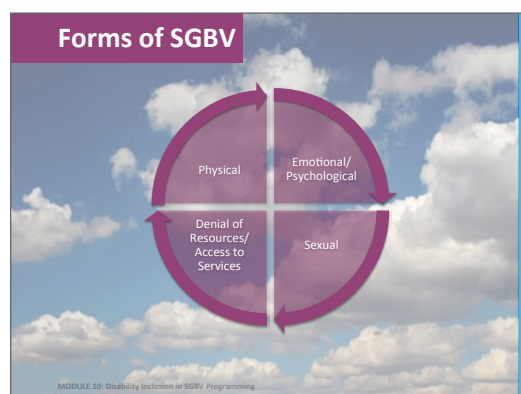 Forms of SGBV
Physical
Emotional/
Psychological
Denial of
Resources/
Access to
Services
Sexual
MODULE 10: Disability Inclusion in SGBV Programming